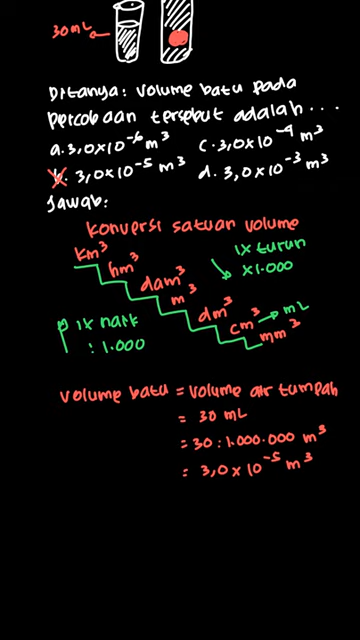 30 mL
Ditanya: volume batu pada
percobaan tersebut adalah ...
a. 3,0 x 10⁻⁶ m³ c. 3,0 x 10⁻⁴ m³
b. 3,0 x 10⁻⁵ m³ d. 3,0 x 10⁻³ m³
Jawab:
konversi satuan volume
km³
hm³
dam³
m³
dm³
cm³ → mL
mm³
1x turun
x 1.000
1x naik
: 1.000
volume batu = volume air tumpah
= 30 mL
= 30 : 1.000.000 m³
= 3,0 x 10⁻⁵ m³